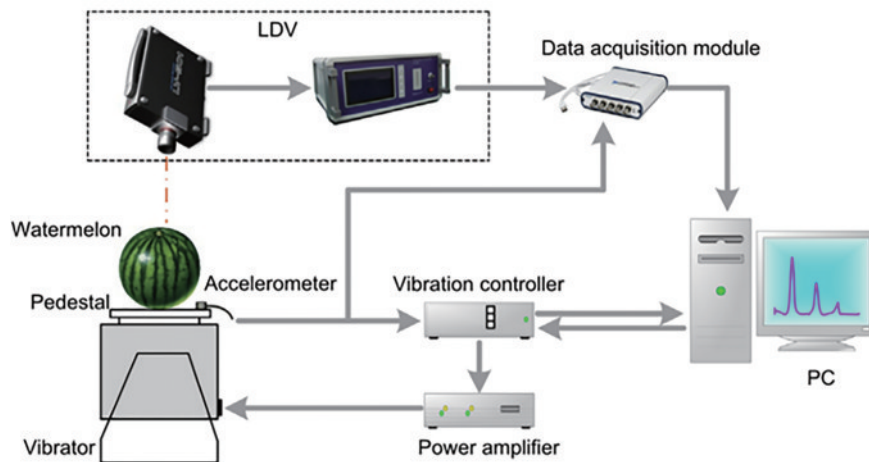 LDV
Data acquisition module
Watermelon
Accelerometer
Pedestal
Vibration controller
PC
Vibrator
Power amplifier